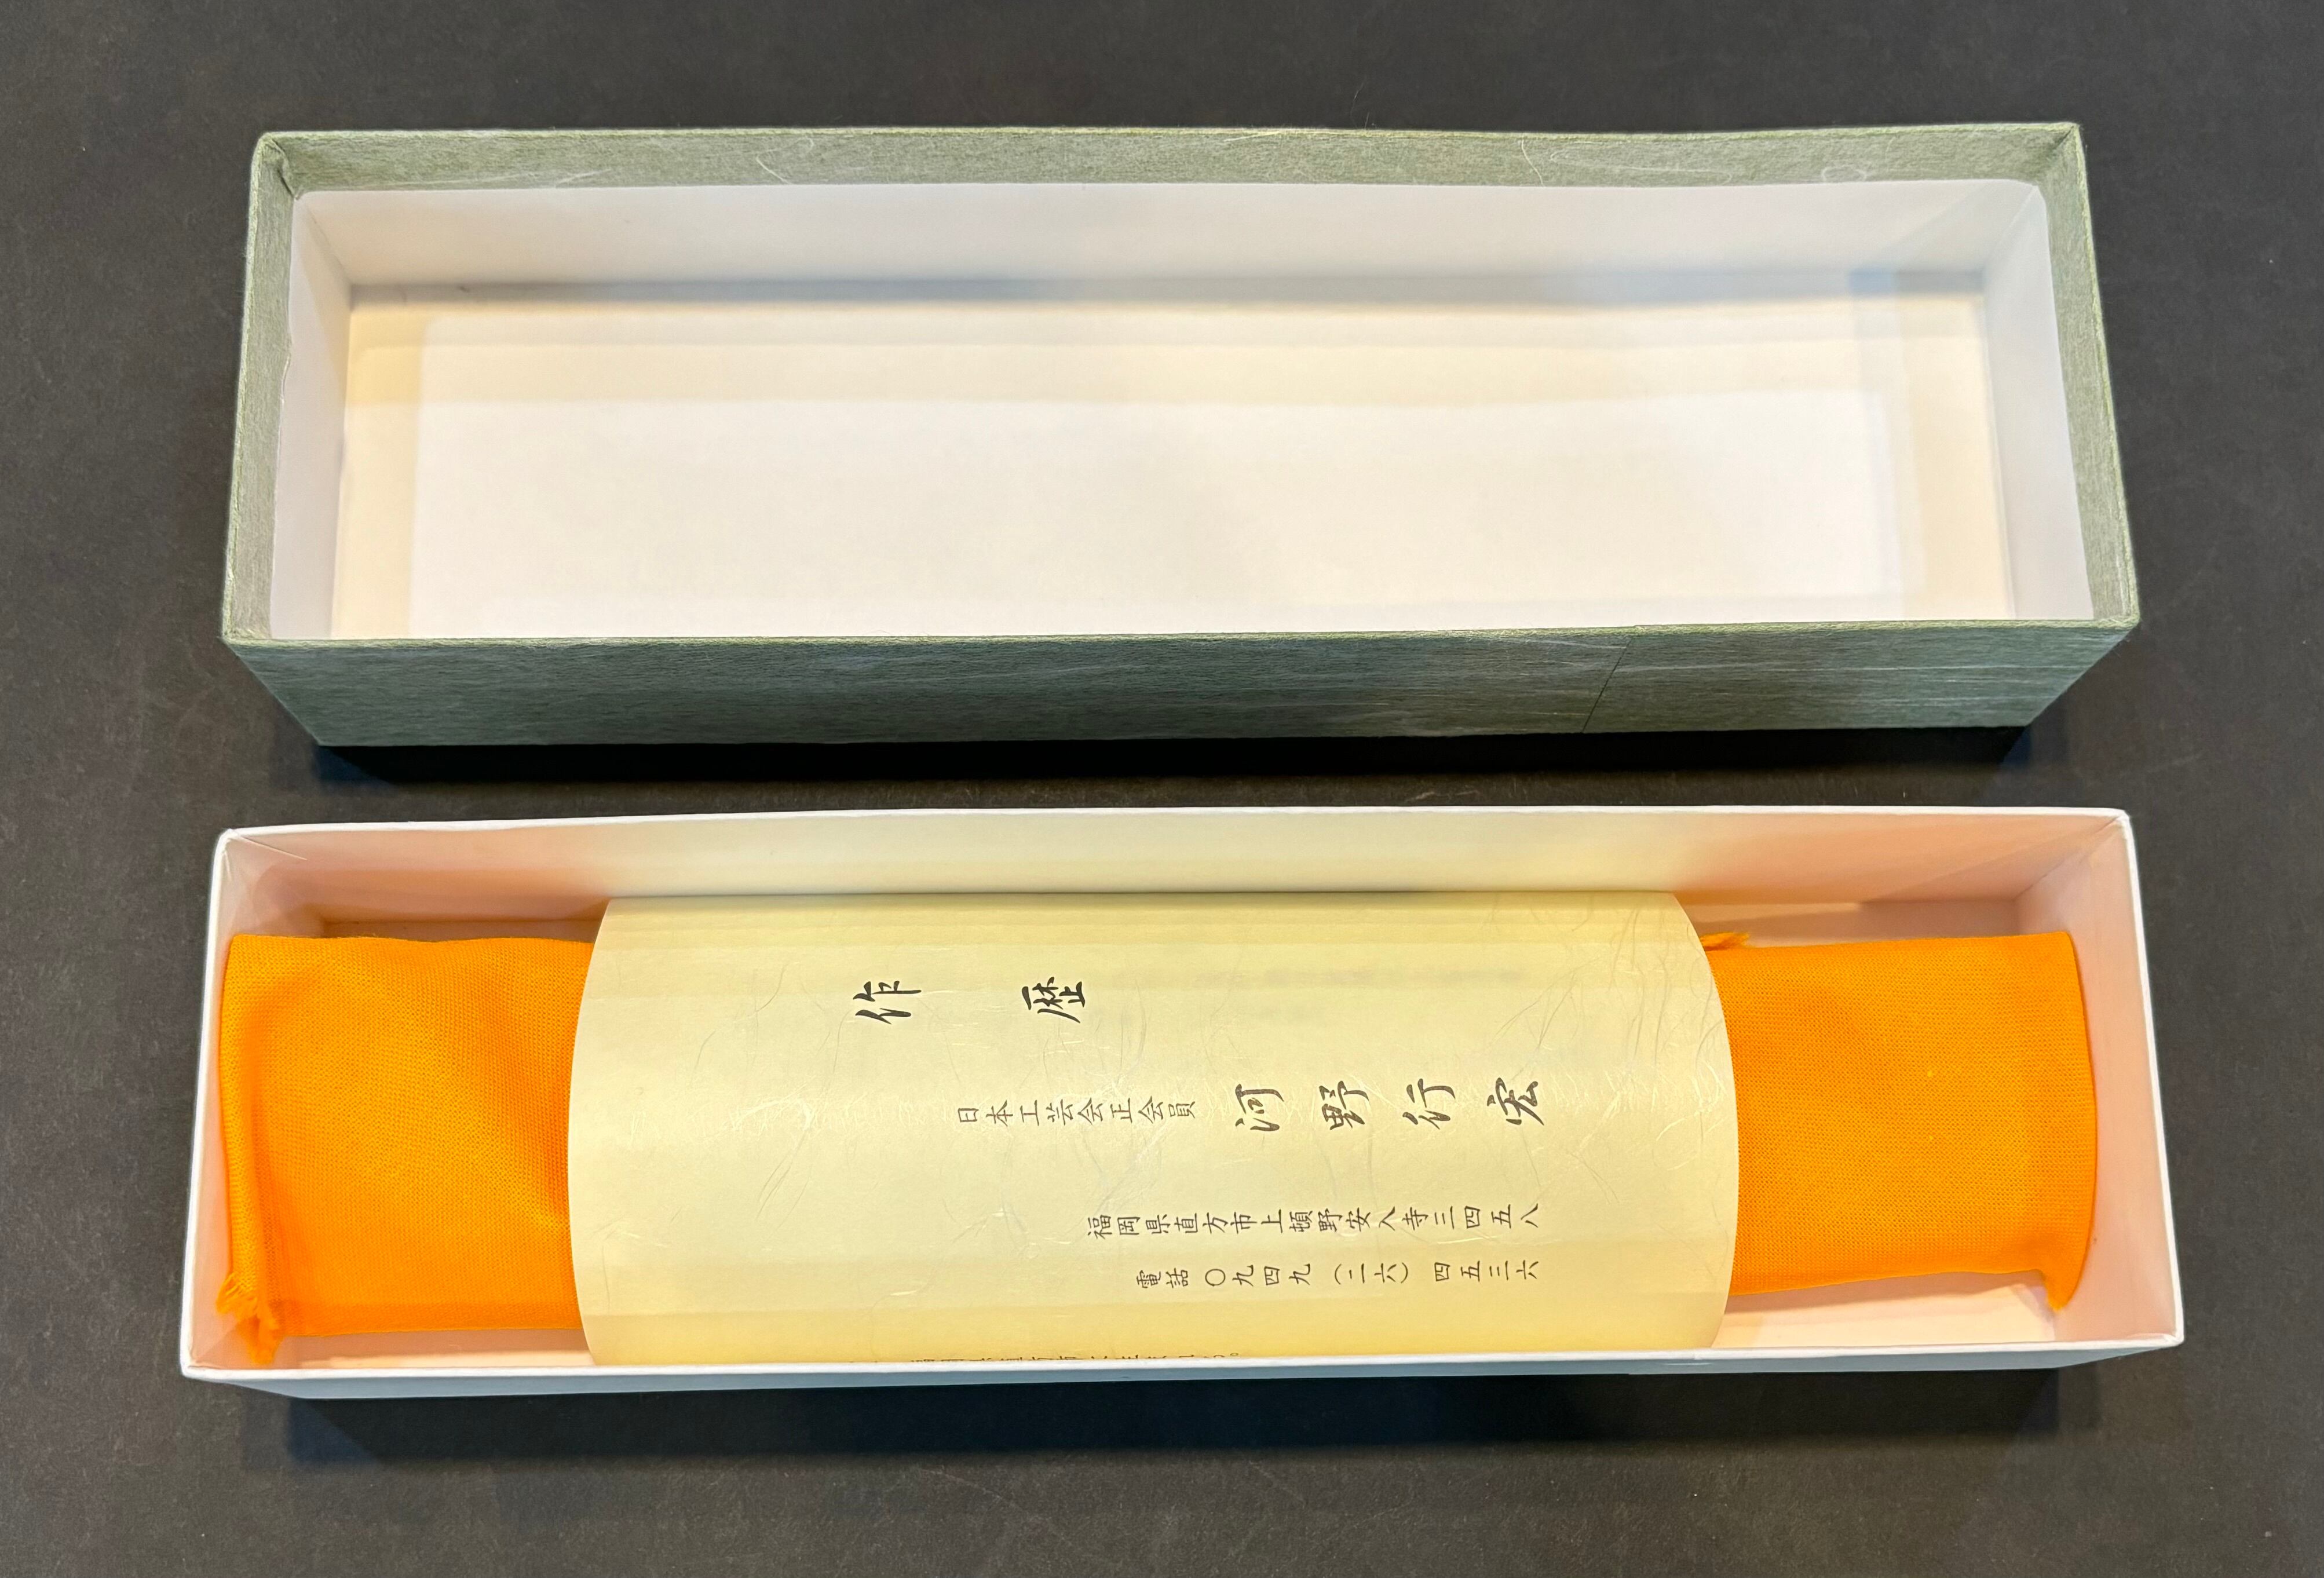 作歴
日本工芸会正会員 河野行宏
福岡県直方市上頓野安入寺三四五八
電話 〇九四九(二六)四五三六